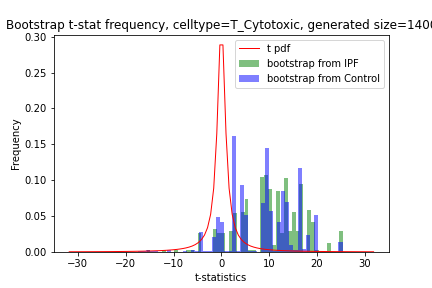 Bootstrap t-stat frequency, celltype=T_Cytotoxic, generated size=1400
0.30
0.25
0.20
0.15
0.10
0.05
0.00
Frequency
t pdf
bootstrap from IPF
bootstrap from Control
−30 −20 −10 0 10 20 30
t-statistics